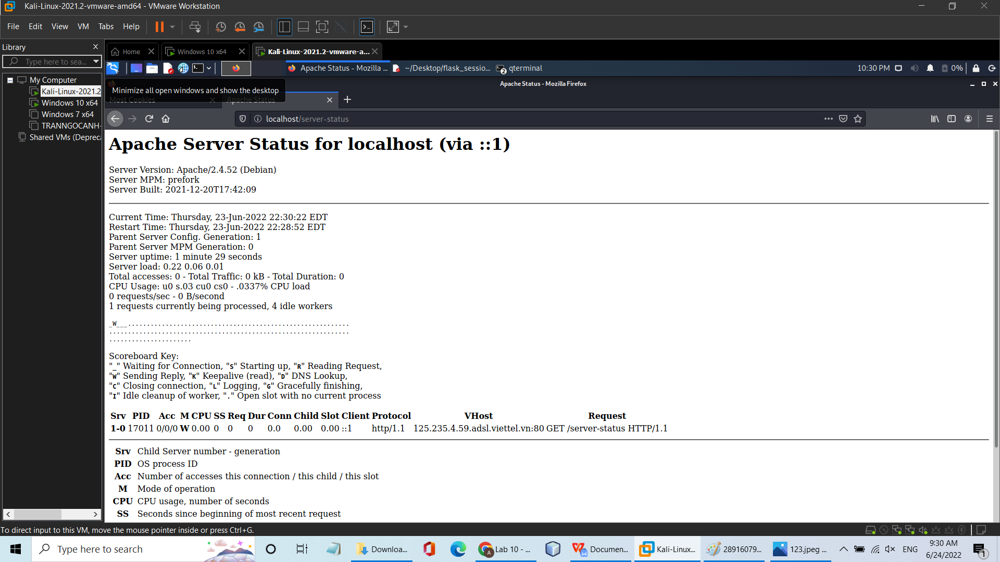 Kali-Linux-2021.2-vmware-amd64 - VMware Workstation
File Edit View VM Tabs Help
Library
Type here to sea...
Home
Windows 10 x64
Kali-Linux-2021.2-vmware-a...
Apache Status - Mozilla ...
~/Desktop/flask_sessio...
2
qterminal
10:30 PM
0%
My Computer
Kali-Linux-2021.2
Windows 10 x64
Windows 7 x64
TRANNGOCANH-
Shared VMs (Depreca
Apache Status - Mozilla Firefox
Minimize all open windows and show the desktop
Most Cookies
Apache Status
localhost/server-status
Apache Server Status for localhost (via ::1)
Server Version: Apache/2.4.52 (Debian)
Server MPM: prefork
Server Built: 2021-12-20T17:42:09
Current Time: Thursday, 23-Jun-2022 22:30:22 EDT
Restart Time: Thursday, 23-Jun-2022 22:28:52 EDT
Parent Server Config. Generation: 1
Parent Server MPM Generation: 0
Server uptime: 1 minute 29 seconds
Server load: 0.22 0.06 0.01
Total accesses: 0 - Total Traffic: 0 kB - Total Duration: 0
CPU Usage: u0 s.03 cu0 cs0 - .0337% CPU load
0 requests/sec - 0 B/second
1 requests currently being processed, 4 idle workers
_W___...........................................................
................................................................
......................
Scoreboard Key:
"_" Waiting for Connection, "S" Starting up, "R" Reading Request,
"W" Sending Reply, "K" Keepalive (read), "D" DNS Lookup,
"C" Closing connection, "L" Logging, "G" Gracefully finishing,
"I" Idle cleanup of worker, "." Open slot with no current process
Srv PID Acc M CPU SS Req Dur Conn Child Slot Client Protocol VHost Request
1-0 17011 0/0/0 W 0.00 0 0 0 0.0 0.00 0.00 ::1 http/1.1 125.235.4.59.adsl.viettel.vn:80 GET /server-status HTTP/1.1
Srv Child Server number - generation
PID OS process ID
Acc Number of accesses this connection / this child / this slot
M Mode of operation
CPU CPU usage, number of seconds
SS Seconds since beginning of most recent request
To direct input to this VM, move the mouse pointer inside or press Ctrl+G.
Type here to search
Downloa...
Lab 10 - ...
Documen...
Kali-Linux...
28916079...
123.jpeg ...
ENG
9:30 AM
6/24/2022
1